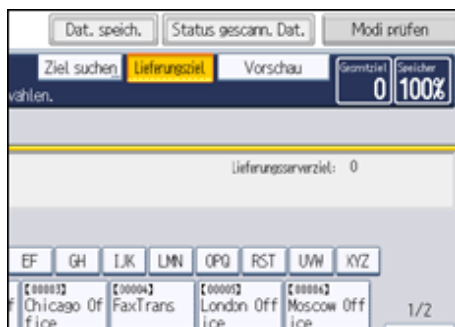 Dat. speich. Status gescann. Dat. Modi prüfen
Ziel suchen Lieferungsziel Vorschau Gesmtziel Speicher
wählen. 0 100%
Lieferungsserverziel: 0
EF GH IJK LMN OPQ RST UVW XYZ
[00003] [00004] [00005] [00006]
f Chicago Of FaxTrans London Off Moscow Off 1/2
fice ice ice